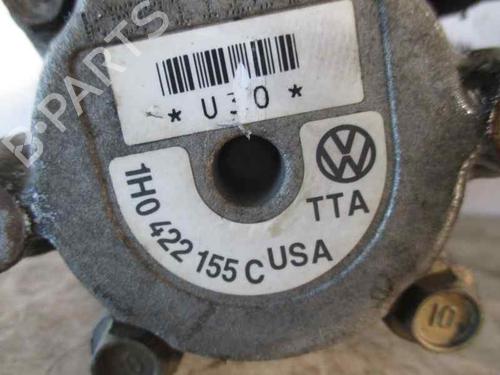 B-PARTS
* U30 *
1H0 422 155 C USA
TTA
10